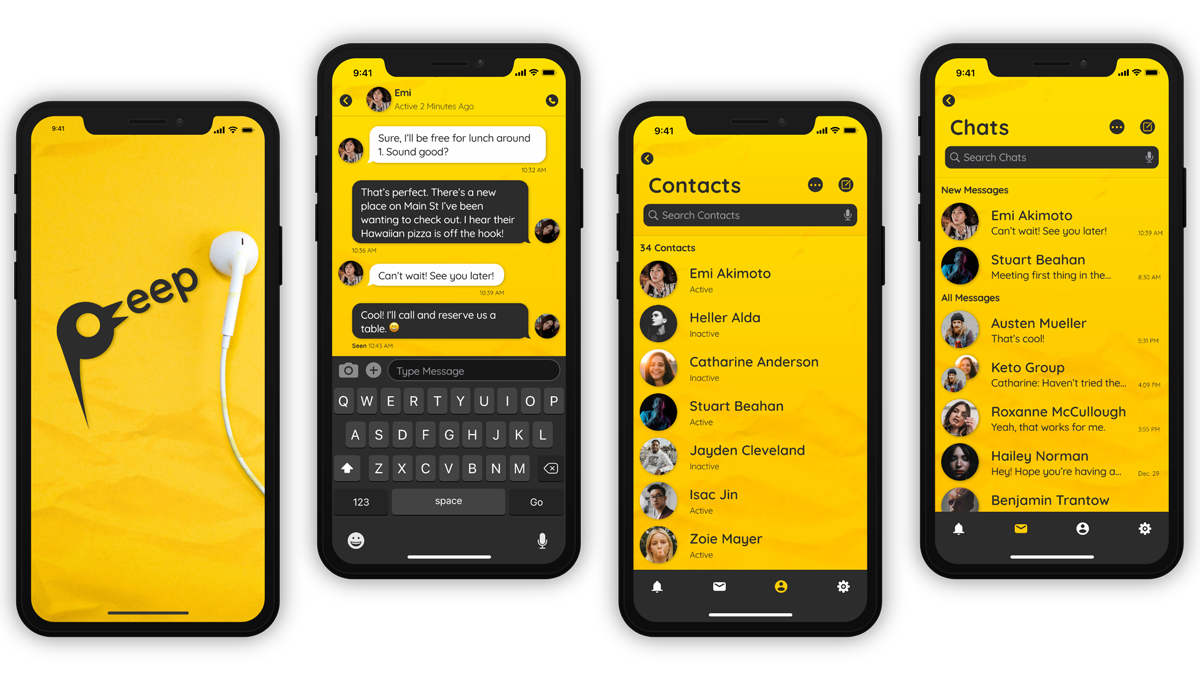 9:41
Peep
9:41
Emi
Active 2 Minutes Ago
Sure, I'll be free for lunch around
1. Sound good?
10:32 AM
That's perfect. There's a new
place on Main St I've been
wanting to check out. I hear their
Hawaiian pizza is off the hook!
10:36 AM
Can't wait! See you later!
10:39 AM
Cool! I'll call and reserve us a
table. 😀
Seen 10:43 AM
Type Message
Q W E R T Y U I O P
A S D F G H J K L
Z X C V B N M
123 space Go
9:41
Contacts
Search Contacts
34 Contacts
Emi Akimoto
Active
Heller Alda
Inactive
Catharine Anderson
Inactive
Stuart Beahan
Active
Jayden Cleveland
Inactive
Isac Jin
Active
Zoie Mayer
Active
9:41
Chats
Search Chats
New Messages
Emi Akimoto
Can't wait! See you later!
10:39 AM
Stuart Beahan
Meeting first thing in the...
8:30 AM
All Messages
Austen Mueller
That's cool!
5:31 PM
Keto Group
Catharine: Haven't tried the...
4:09 PM
Roxanne McCullough
Yeah, that works for me.
3:55 PM
Hailey Norman
Hey! Hope you're having a...
Dec. 29
Benjamin Trantow